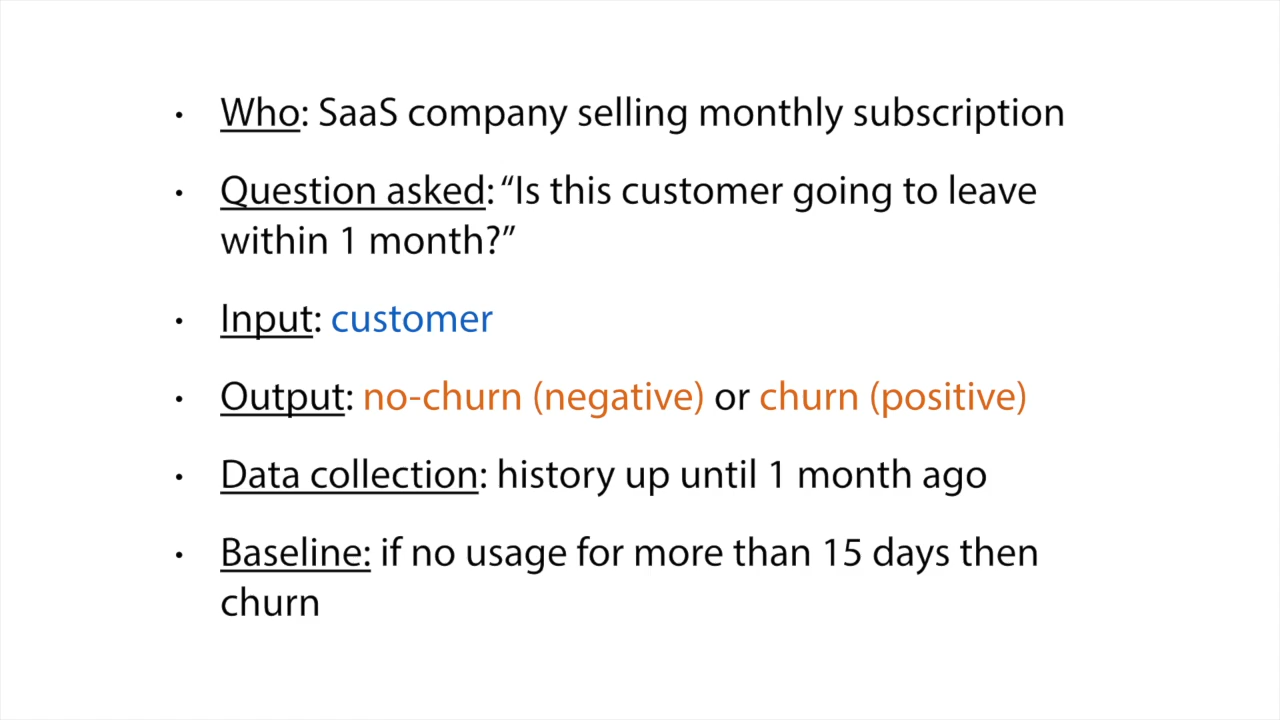 • Who: SaaS company selling monthly subscription
• Question asked: “Is this customer going to leave
within 1 month?”
• Input: customer
• Output: no-churn (negative) or churn (positive)
• Data collection: history up until 1 month ago
• Baseline: if no usage for more than 15 days then
churn